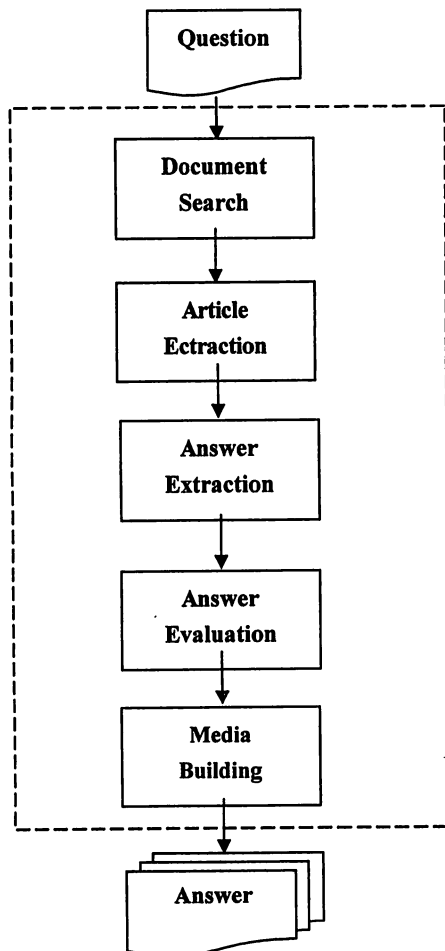 Question
Document
Search
Article
Ectraction
Answer
Extraction
Answer
Evaluation
Media
Building
Answer